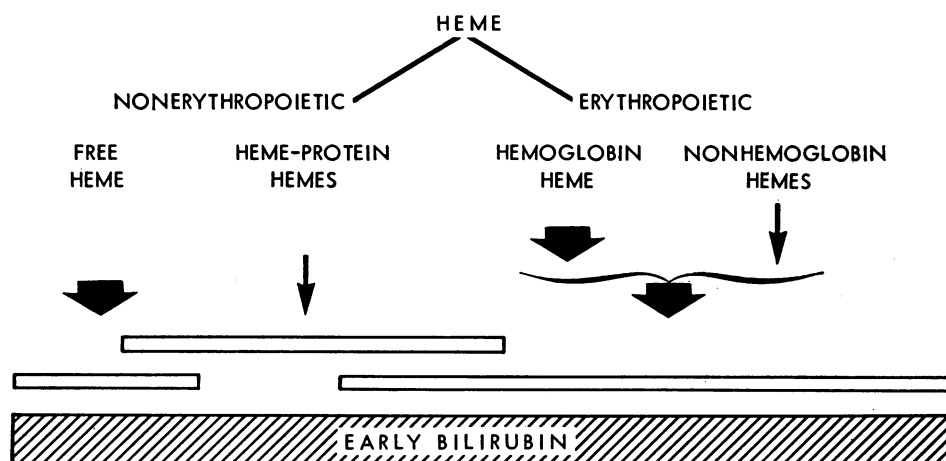 HEME
NONERYTHROPOIETIC ERYTHROPOIETIC
FREE HEME-PROTEIN HEMOGLOBIN NONHEMOGLOBIN
HEME HEMES HEME HEMES
EARLY BILIRUBIN